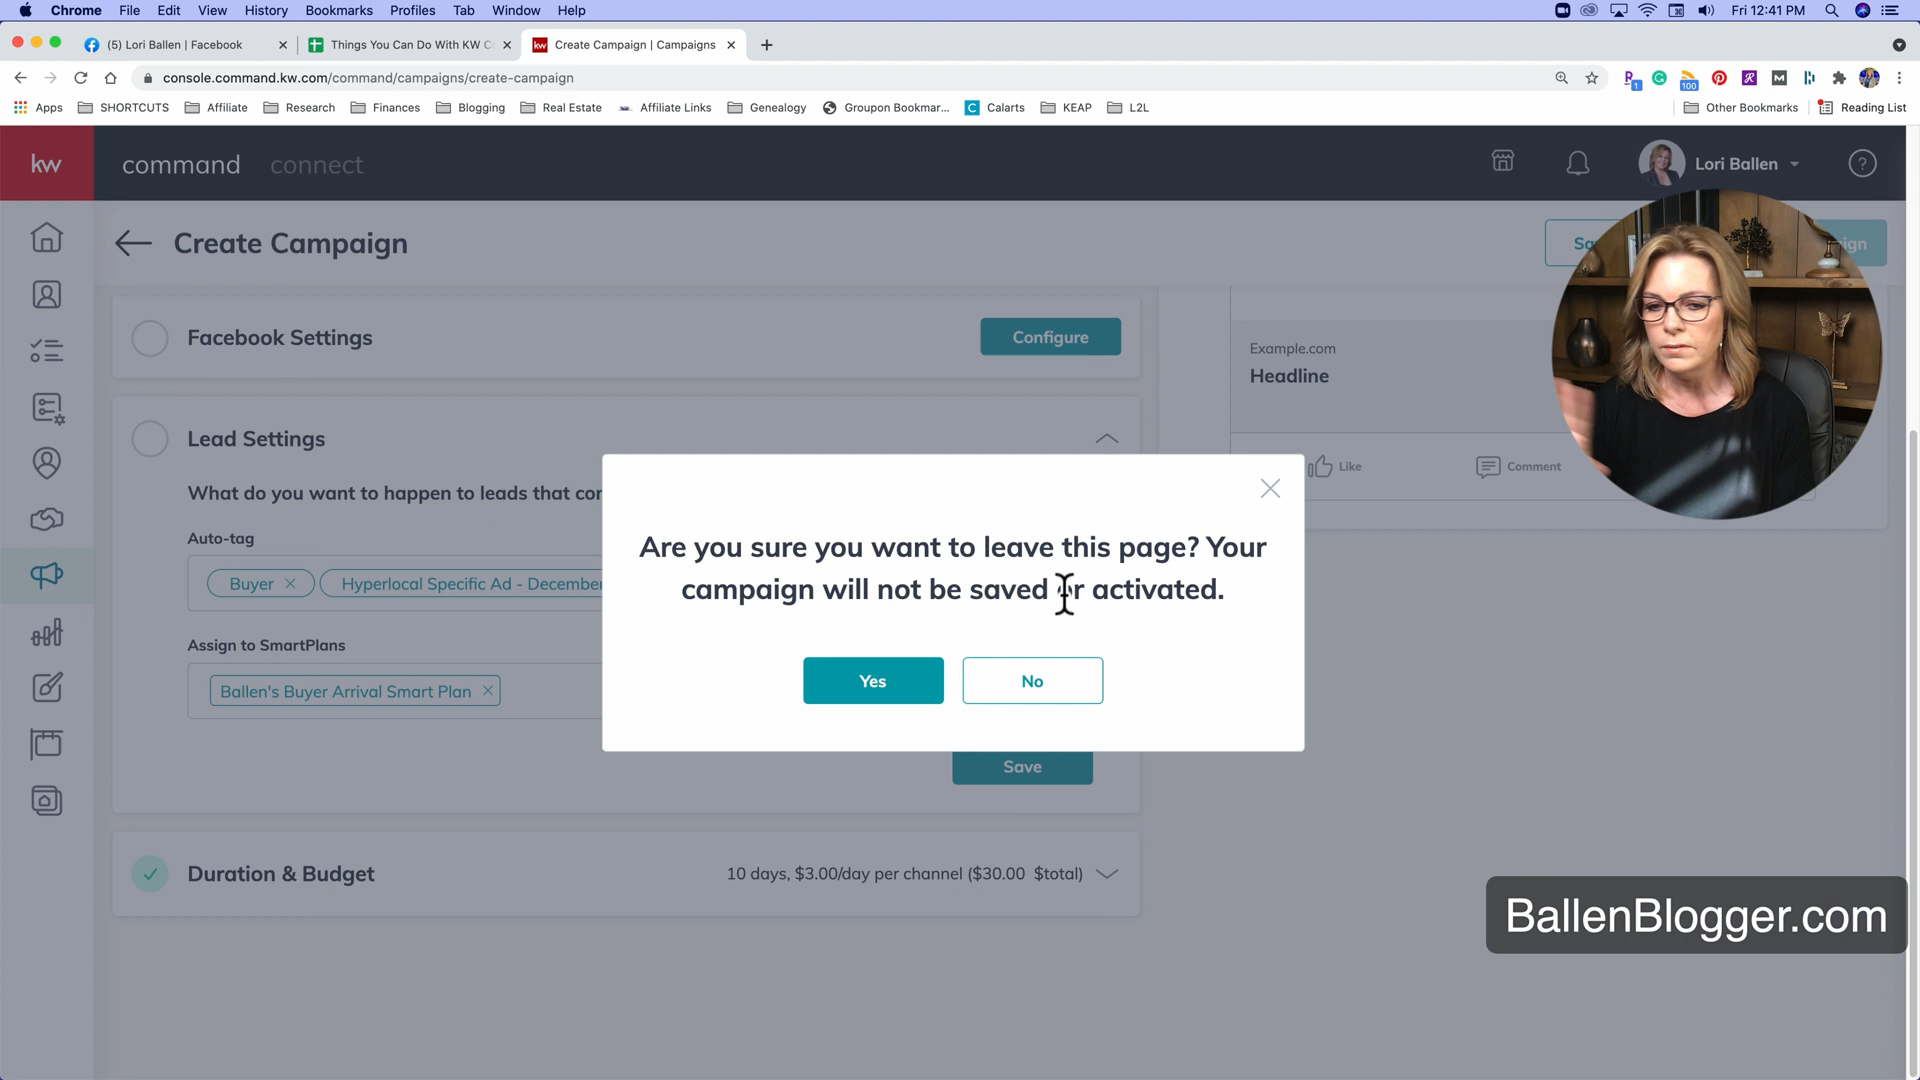 Chrome File Edit View History Bookmarks Profiles Tab Window Help
Fri 12:41 PM
(5) Lori Ballen | Facebook
Things You Can Do With KW C
kw Create Campaign | Campaigns
console.command.kw.com/command/campaigns/create-campaign
1
100
Apps SHORTCUTS Affiliate Research Finances Blogging Real Estate Affiliate Links Genealogy Groupon Bookmar... Calarts KEAP L2L Other Bookmarks Reading List
kw command connect
Lori Ballen
Create Campaign
Facebook Settings
Configure
Example.com
Headline
Lead Settings
Like
Comment
What do you want to happen to leads that con
Auto-tag
Buyer
Hyperlocal Specific Ad - December
Assign to SmartPlans
Ballen's Buyer Arrival Smart Plan
Are you sure you want to leave this page? Your
campaign will not be saved or activated.
Yes
No
Save
Duration & Budget
10 days, $3.00/day per channel ($30.00 $total)
BallenBlogger.com